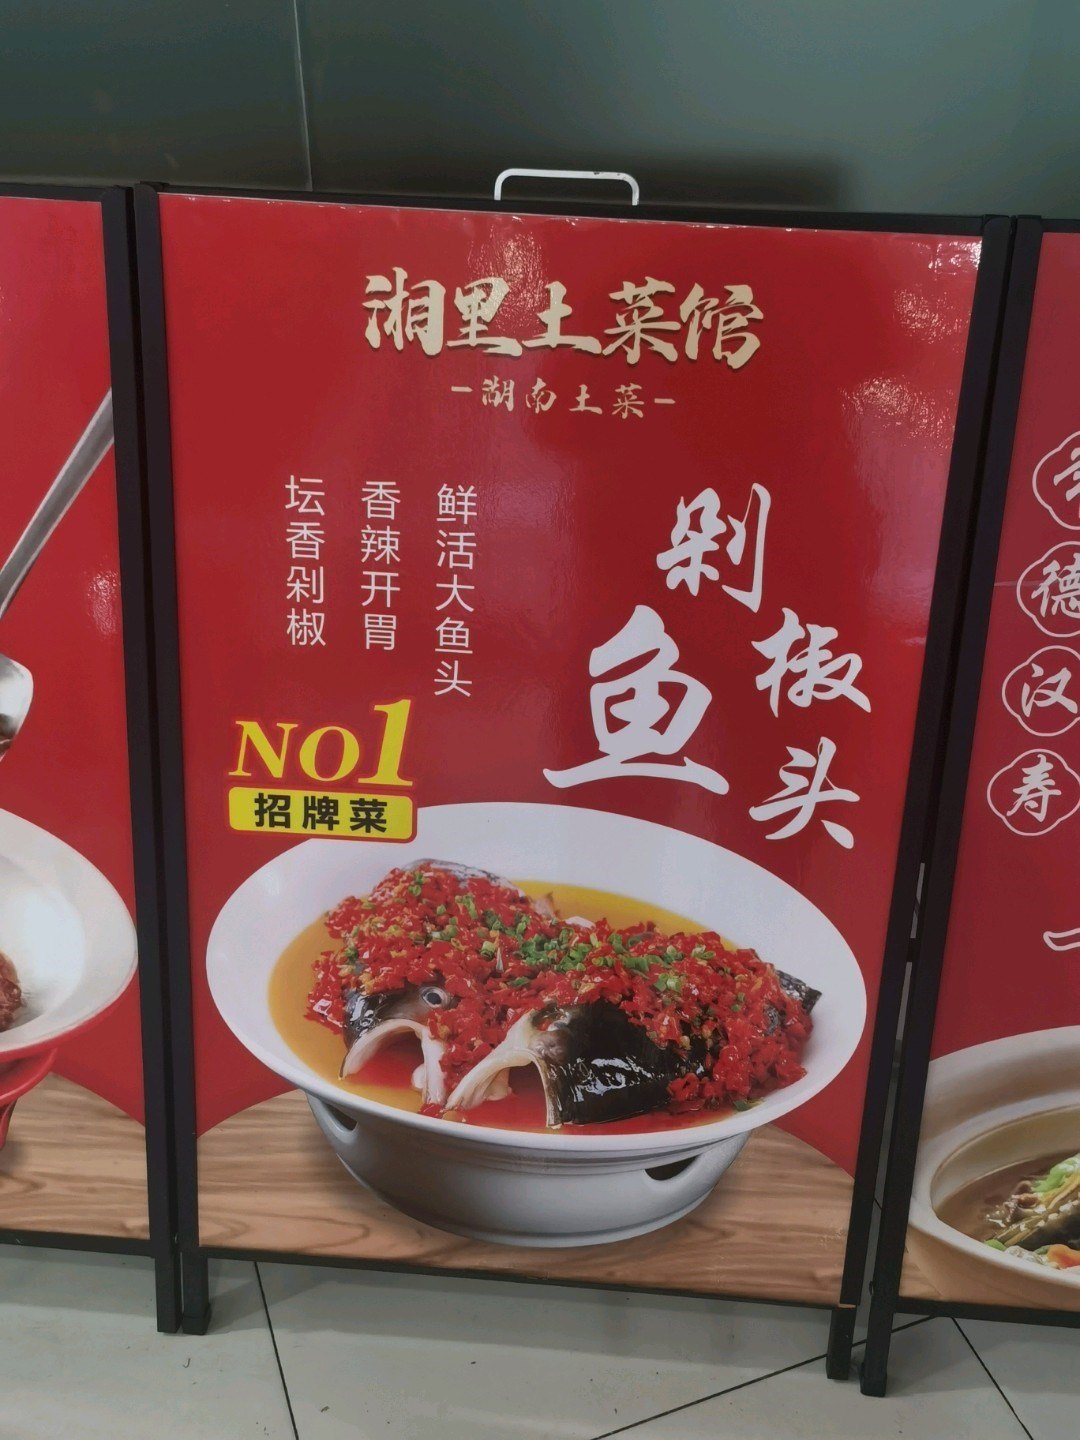 湘里土菜馆
-湖南土菜-
剁椒
鱼头
鲜活大鱼头
香辣开胃
坛香剁椒
NO1
招牌菜
德
汉
寿